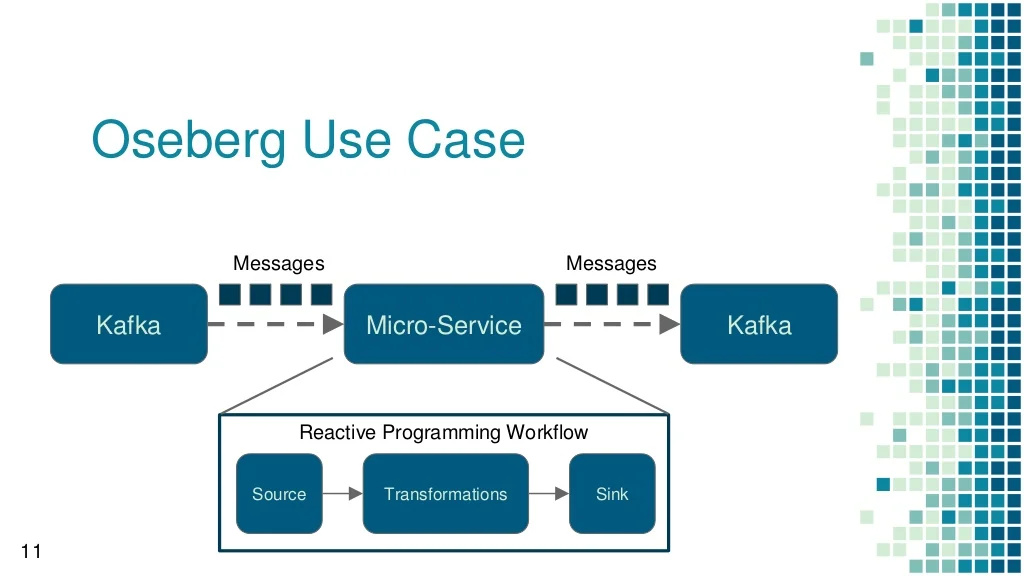 Oseberg Use Case
Messages
Messages
Kafka
Micro-Service
Kafka
Reactive Programming Workflow
Source
Transformations
Sink
11